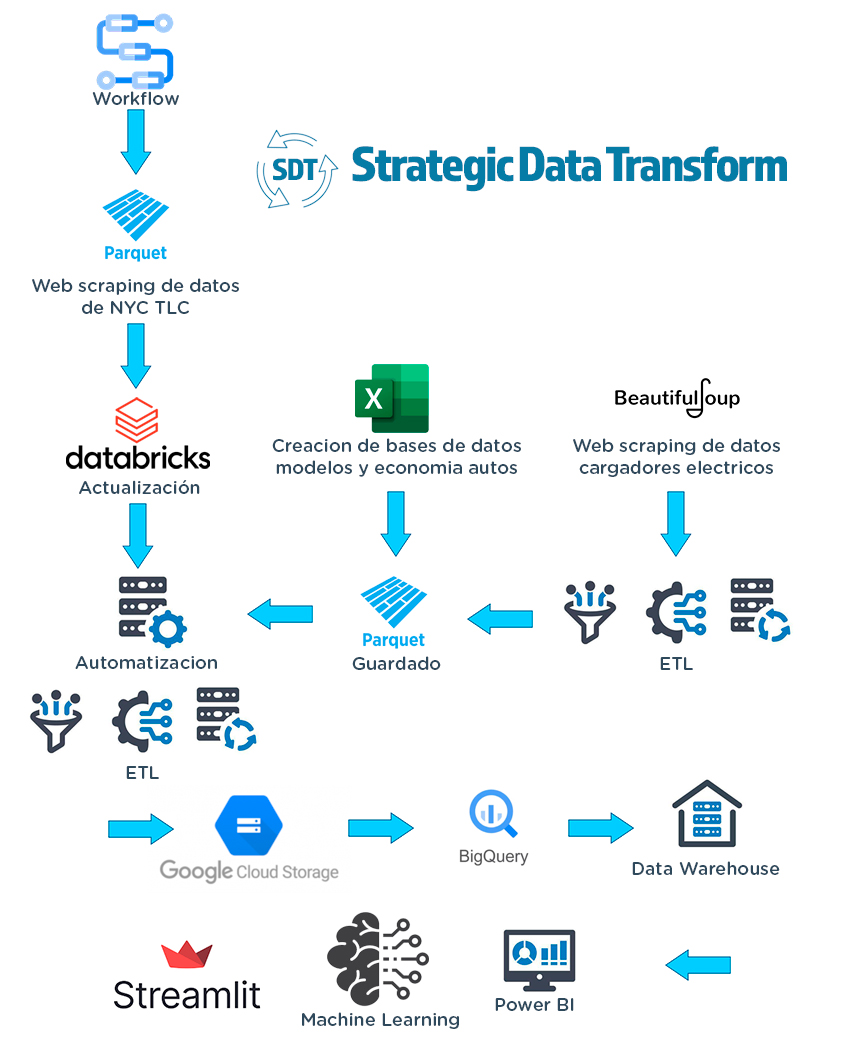 Workflow
SDT
Strategic Data Transform
Parquet
Web scraping de datos
de NYC TLC
databricks
Actualización
X
Creacion de bases de datos
modelos y economia autos
BeautifulSoup
Web scraping de datos
cargadores electricos
Automatizacion
Parquet
Guardado
ETL
ETL
Google Cloud Storage
BigQuery
Data Warehouse
Streamlit
Machine Learning
Power BI